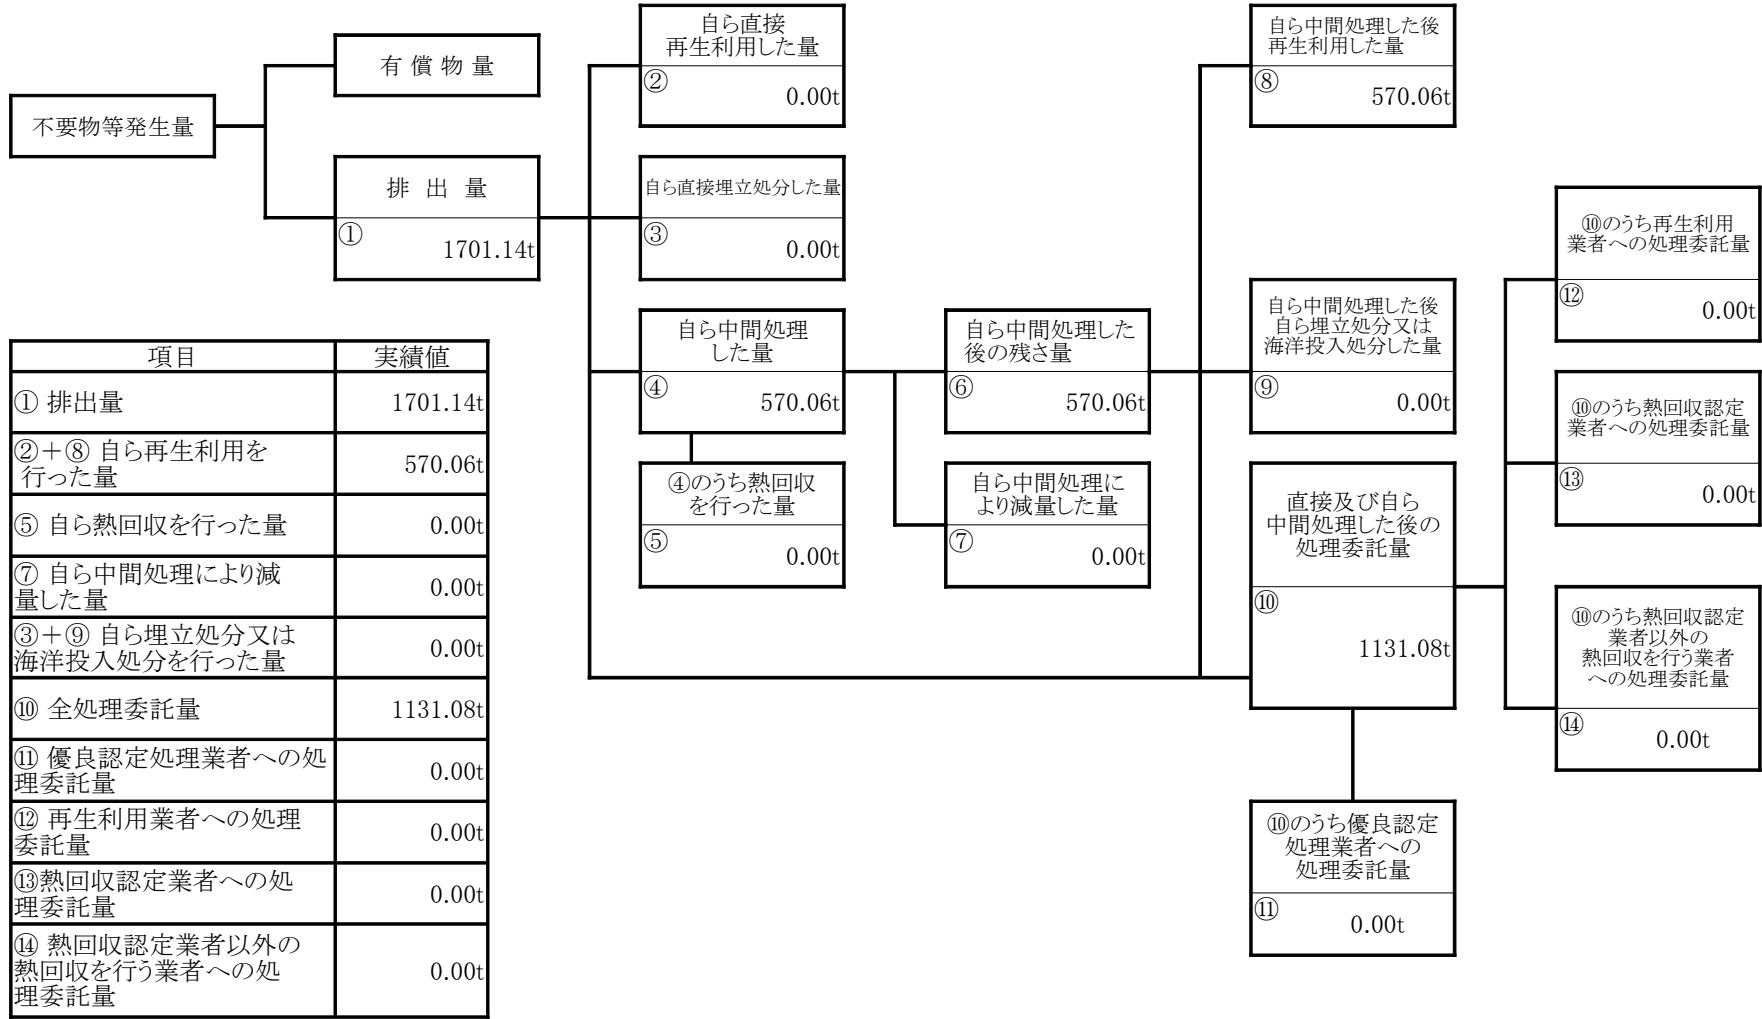 不要物等発生量
有 償 物 量
排 出 量
①
1701.14t
自ら直接
再生利用した量
②
0.00t
自ら直接埋立処分した量
③
0.00t
自ら中間処理
した量
④
570.06t
④のうち熱回収
を行った量
⑤
0.00t
自ら中間処理した
後の残さ量
⑥
570.06t
自ら中間処理に
より減量した量
⑦
0.00t
自ら中間処理した後
再生利用した量
⑧
570.06t
自ら中間処理した後
自ら埋立処分又は
海洋投入処分した量
⑨
0.00t
直接及び自ら
中間処理した後の
処理委託量
⑩
1131.08t
⑩のうち優良認定
処理業者への
処理委託量
⑪
0.00t
⑩のうち再生利用
業者への処理委託量
⑫
0.00t
⑩のうち熱回収認定
業者への処理委託量
⑬
0.00t
⑩のうち熱回収認定
業者以外の
熱回収を行う業者
への処理委託量
⑭
0.00t
項目 実績値
① 排出量 1701.14t
②＋⑧ 自ら再生利用を
行った量 570.06t
⑤ 自ら熱回収を行った量 0.00t
⑦ 自ら中間処理により減
量した量 0.00t
③＋⑨ 自ら埋立処分又は
海洋投入処分を行った量 0.00t
⑩ 全処理委託量 1131.08t
⑪ 優良認定処理業者への処
理委託量 0.00t
⑫ 再生利用業者への処理
委託量 0.00t
⑬熱回収認定業者への処
理委託量 0.00t
⑭ 熱回収認定業者以外の
熱回収を行う業者への処
理委託量 0.00t